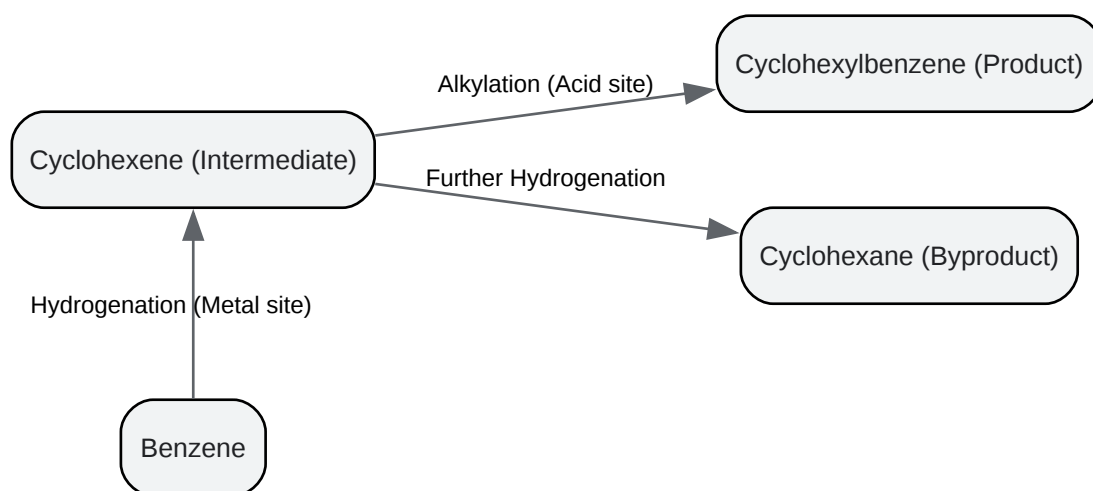 Cyclohexylbenzene (Product)
Alkylation (Acid site)
Cyclohexene (Intermediate)
Further Hydrogenation
Cyclohexane (Byproduct)
Hydrogenation (Metal site)
Benzene